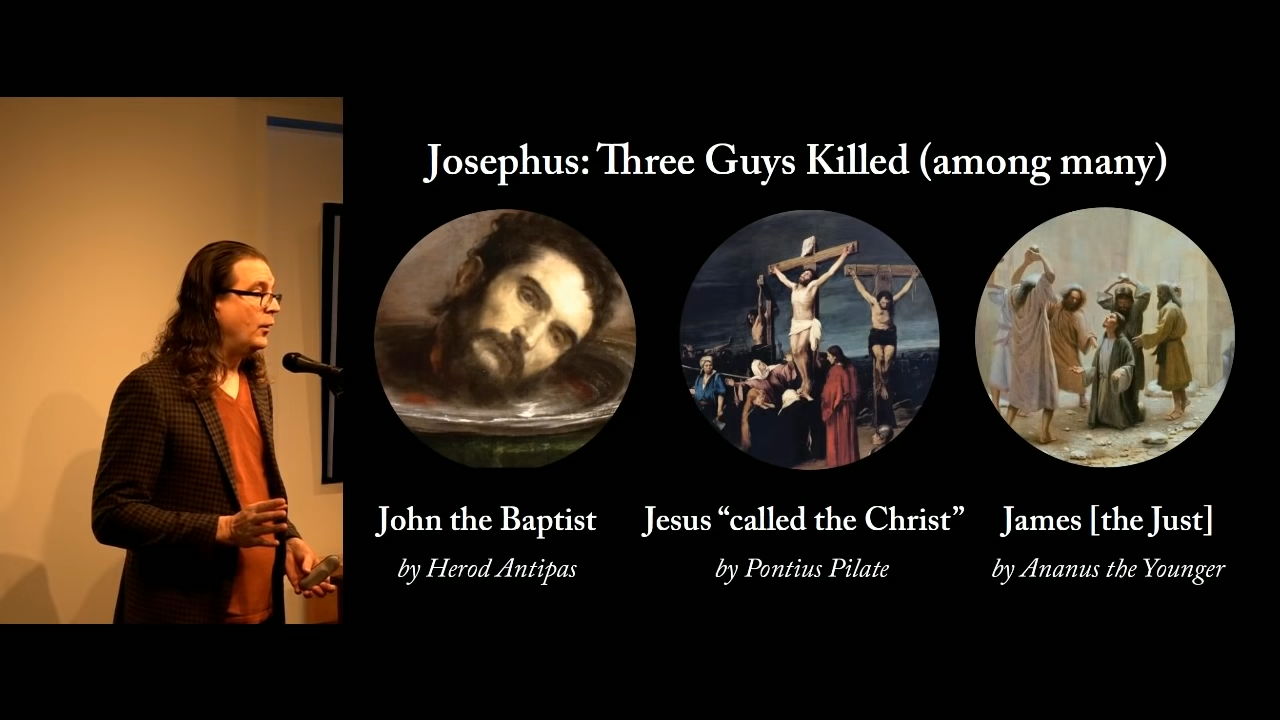 Josephus: Three Guys Killed (among many)
John the Baptist
by Herod Antipas
Jesus “called the Christ”
by Pontius Pilate
James [the Just]
by Ananus the Younger